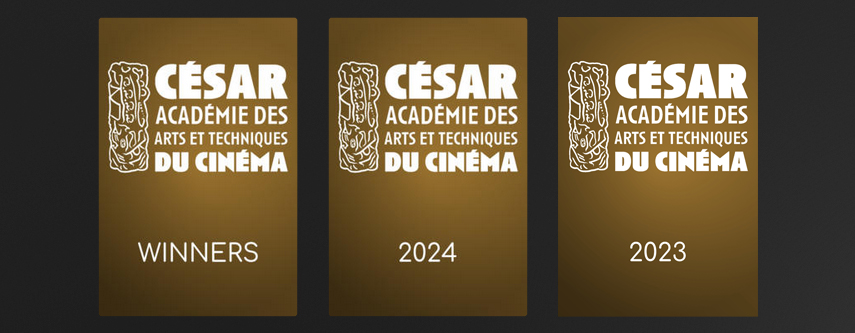 CÉSAR
ACADÉMIE DES
ARTS ET TECHNIQUES
DU CINÉMA
WINNERS
CÉSAR
ACADÉMIE DES
ARTS ET TECHNIQUES
DU CINÉMA
2024
CÉSAR
ACADÉMIE DES
ARTS ET TECHNIQUES
DU CINÉMA
2023